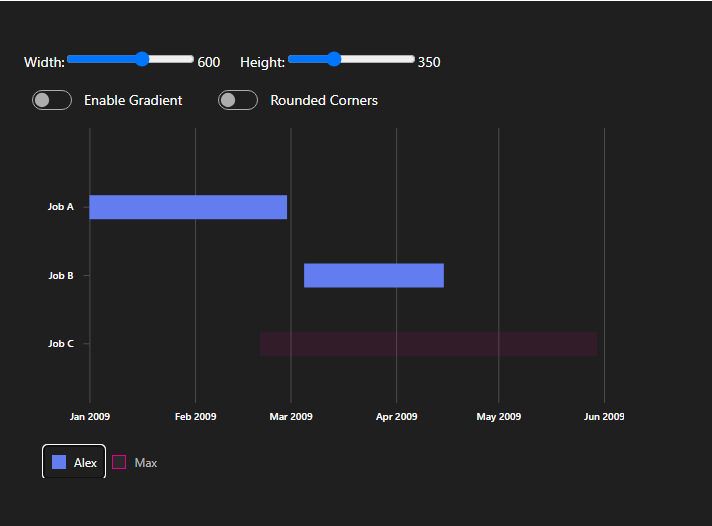 Width: 600 Height: 350
Enable Gradient Rounded Corners
Job A
Job B
Job C
Jan 2009 Feb 2009 Mar 2009 Apr 2009 May 2009 Jun 2009
Alex Max